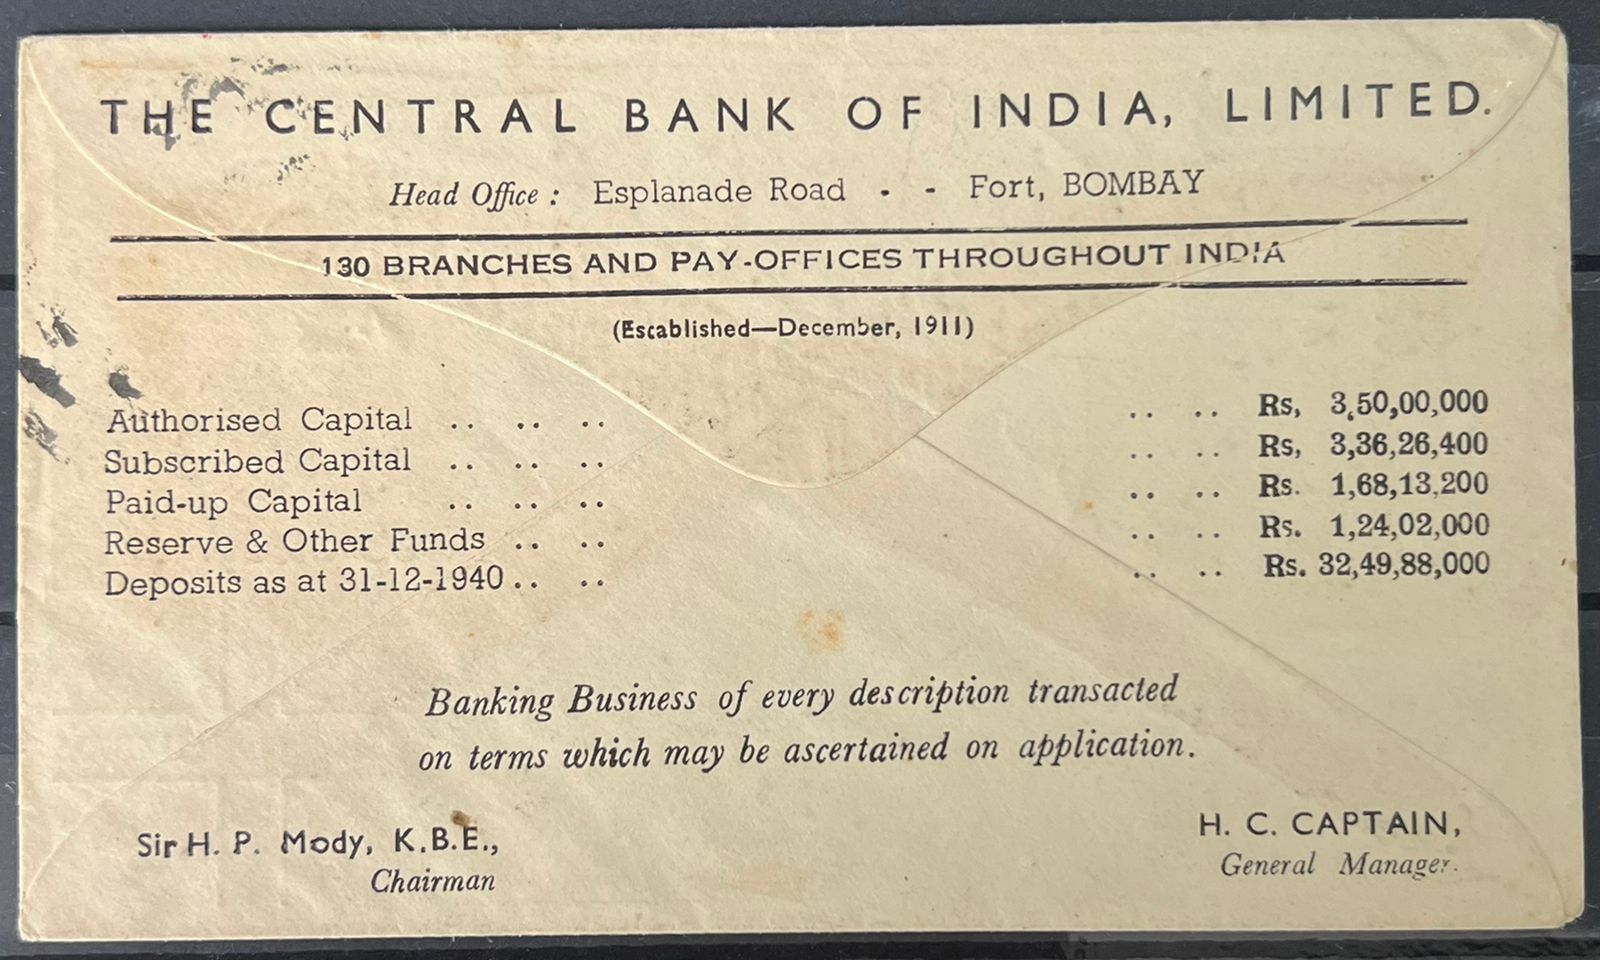 THE CENTRAL BANK OF INDIA, LIMITED.
Head Office : Esplanade Road - - Fort, BOMBAY
130 BRANCHES AND PAY-OFFICES THROUGHOUT INDIA
(Established—December, 1911)
Authorised Capital .. .. .. .. .. Rs, 3,50,00,000
Subscribed Capital .. .. .. .. .. Rs, 3,36,26,400
Paid-up Capital .. .. .. .. .. Rs. 1,68,13,200
Reserve & Other Funds .. .. .. .. Rs. 1,24,02,000
Deposits as at 31-12-1940 .. .. .. .. Rs. 32,49,88,000
Banking Business of every description transacted
on terms which may be ascertained on application.
Sir H. P. Mody, K.B.E.,
Chairman
H. C. CAPTAIN,
General Manager.